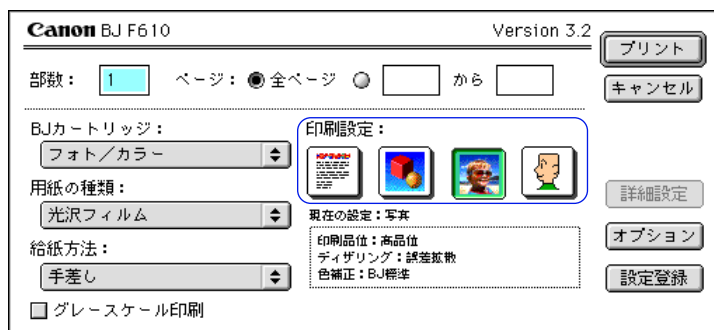 Canon BJ F610
Version 3.2
プリント
部数： 1 ページ： 全ページ から
キャンセル
BJカートリッジ：
フォト／カラー
用紙の種類：
光沢フィルム
給紙方法：
手差し
グレースケール印刷
印刷設定：
現在の設定：写真
印刷品位：高品位
ディザリング：誤差拡散
色補正：BJ標準
詳細設定
オプション
設定登録